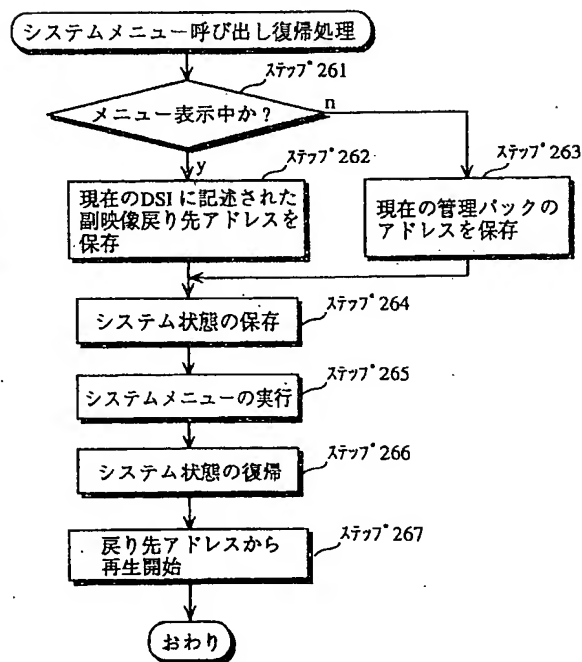 システムメニュー呼び出し復帰処理
ステップ261
メニュー表示中か?
n
y
ステップ262
現在のDSIに記述された
副映像戻り先アドレスを
保存
ステップ263
現在の管理パックの
アドレスを保存
ステップ264
システム状態の保存
ステップ265
システムメニューの実行
ステップ266
システム状態の復帰
ステップ267
戻り先アドレスから
再生開始
おわり